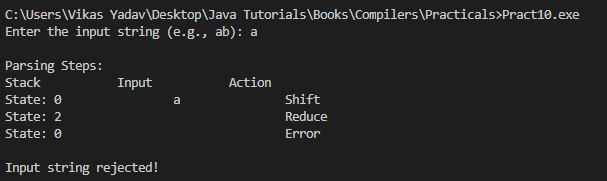 C:\Users\Vikas Yadav\Desktop\Java Tutorials\Books\Compilers\Practicals>Pract10.exe
Enter the input string (e.g., ab): a
Parsing Steps:
Stack Input Action
State: 0 a Shift
State: 2 Reduce
State: 0 Error
Input string rejected!